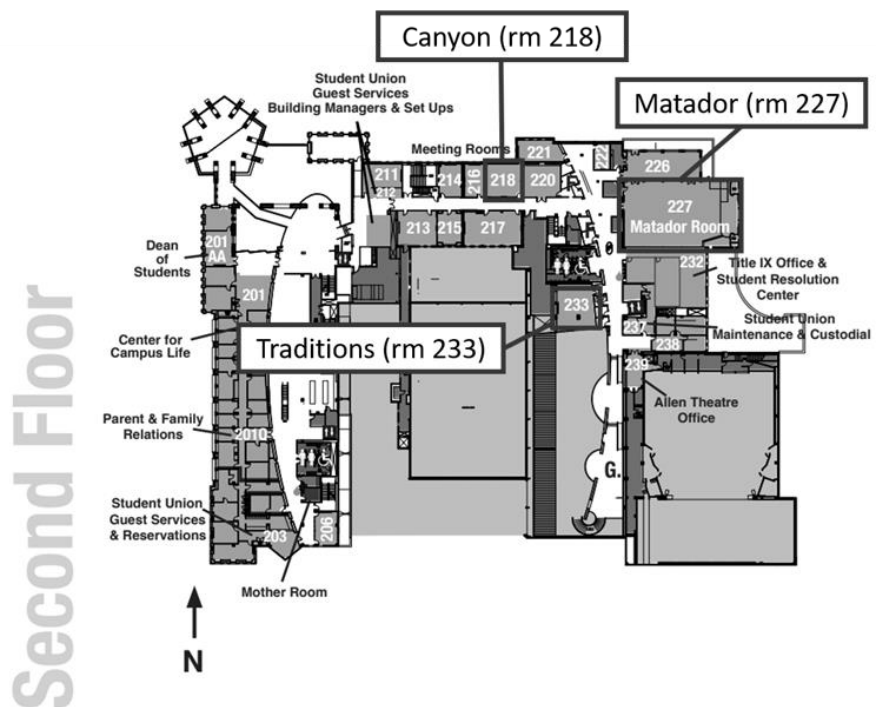 Second Floor
Canyon (rm 218)
Matador (rm 227)
Traditions (rm 233)
Student Union
Guest Services
Building Managers & Set Ups
Meeting Rooms
221
222
226
211
212
214
216
218
220
227
Matador Room
213
215
217
201
AA
Dean
of
Students
201
232
Title IX Office &
Student Resolution
Center
233
237
Student Union
Maintenance & Custodial
238
239
Center for
Campus Life
Allen Theatre
Office
Parent & Family
Relations
2010
G.
Student Union
Guest Services
& Reservations
203
206
Mother Room
N